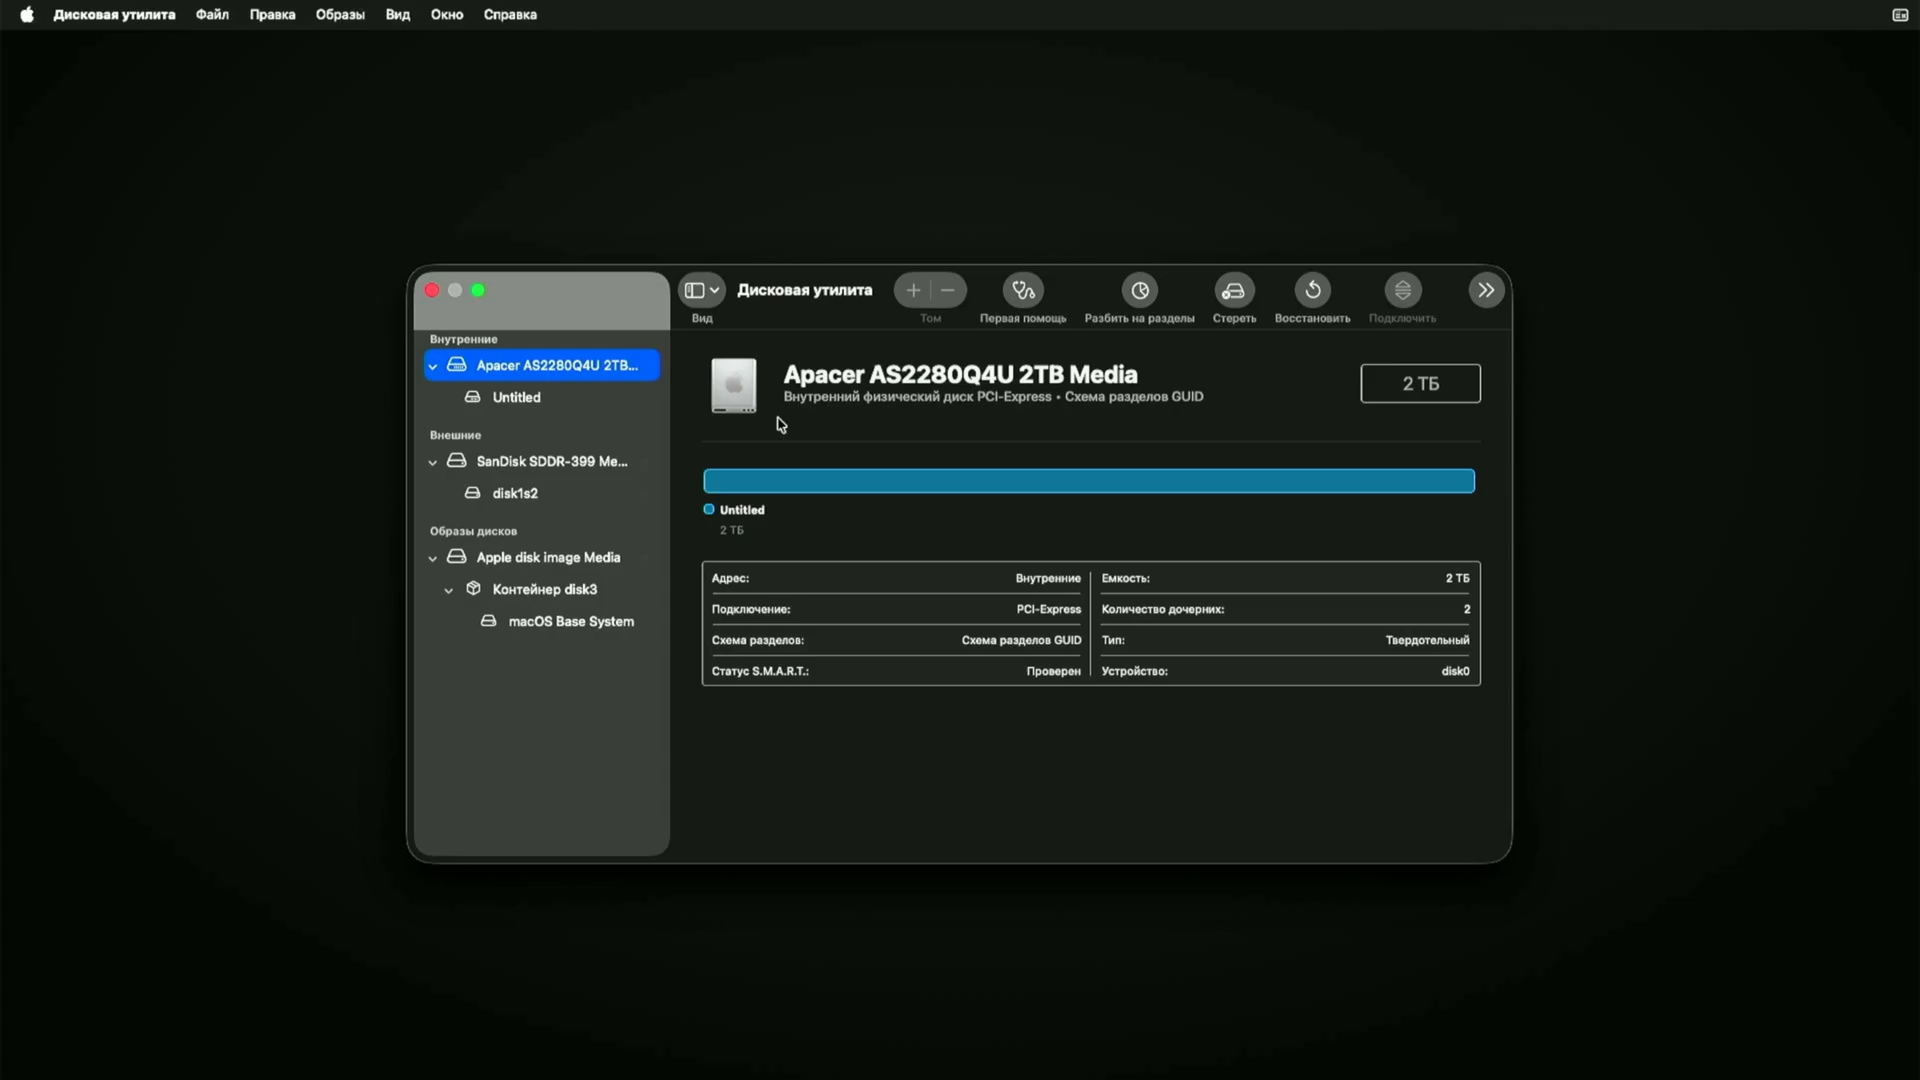 Дисковая утилита Файл Правка Образы Вид Окно Справка
Дисковая утилита
Вид
Том
Первая помощь
Разбить на разделы
Стереть
Восстановить
Подключить
Внутренние
Apacer AS2280Q4U 2TB...
Untitled
Внешние
SanDisk SDDR-399 Me...
disk1s2
Образы дисков
Apple disk image Media
Контейнер disk3
macOS Base System
Apacer AS2280Q4U 2TB Media
Внутренний физический диск PCI-Express • Схема разделов GUID
2 ТБ
Untitled
2 ТБ
Адрес: Внутренние
Емкость: 2 ТБ
Подключение: PCI-Express
Количество дочерних: 2
Схема разделов: Схема разделов GUID
Тип: Твердотельный
Статус S.M.A.R.T.: Проверен
Устройство: disk0